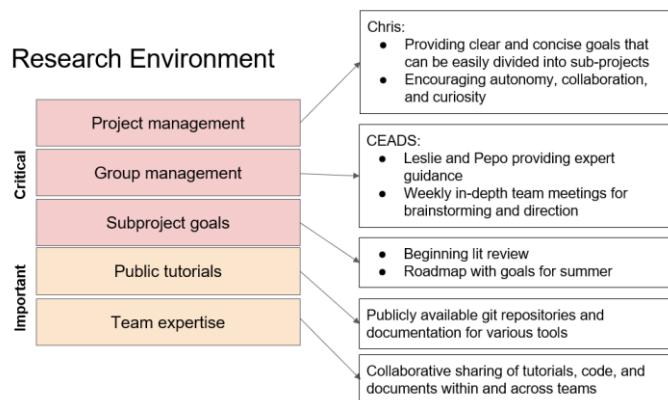 Research Environment
Critical
Important
Project management
Group management
Subproject goals
Public tutorials
Team expertise
Chris:
● Providing clear and concise goals that
can be easily divided into sub-projects
● Encouraging autonomy, collaboration,
and curiosity
CEADS:
● Leslie and Pepo providing expert
guidance
● Weekly in-depth team meetings for
brainstorming and direction
● Beginning lit review
● Roadmap with goals for summer
Publicly available git repositories and
documentation for various tools
Collaborative sharing of tutorials, code, and
documents within and across teams